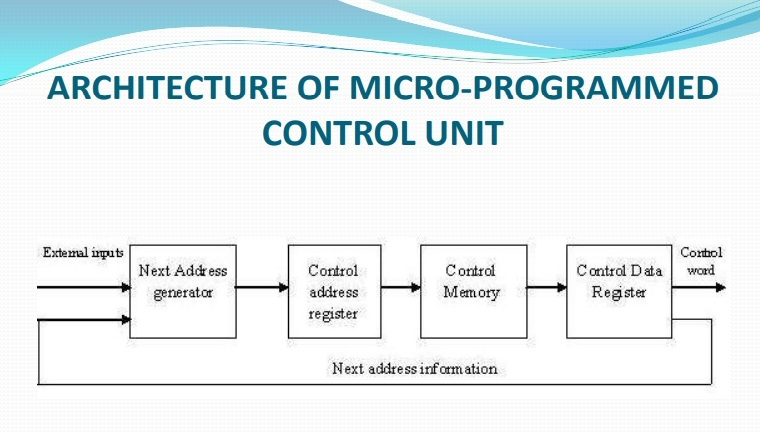 ARCHITECTURE OF MICRO-PROGRAMMED
CONTROL UNIT
External inputs
Next Address
generator
Control
address
register
Control
Memory
Control Data
Register
Control
word
Next address information